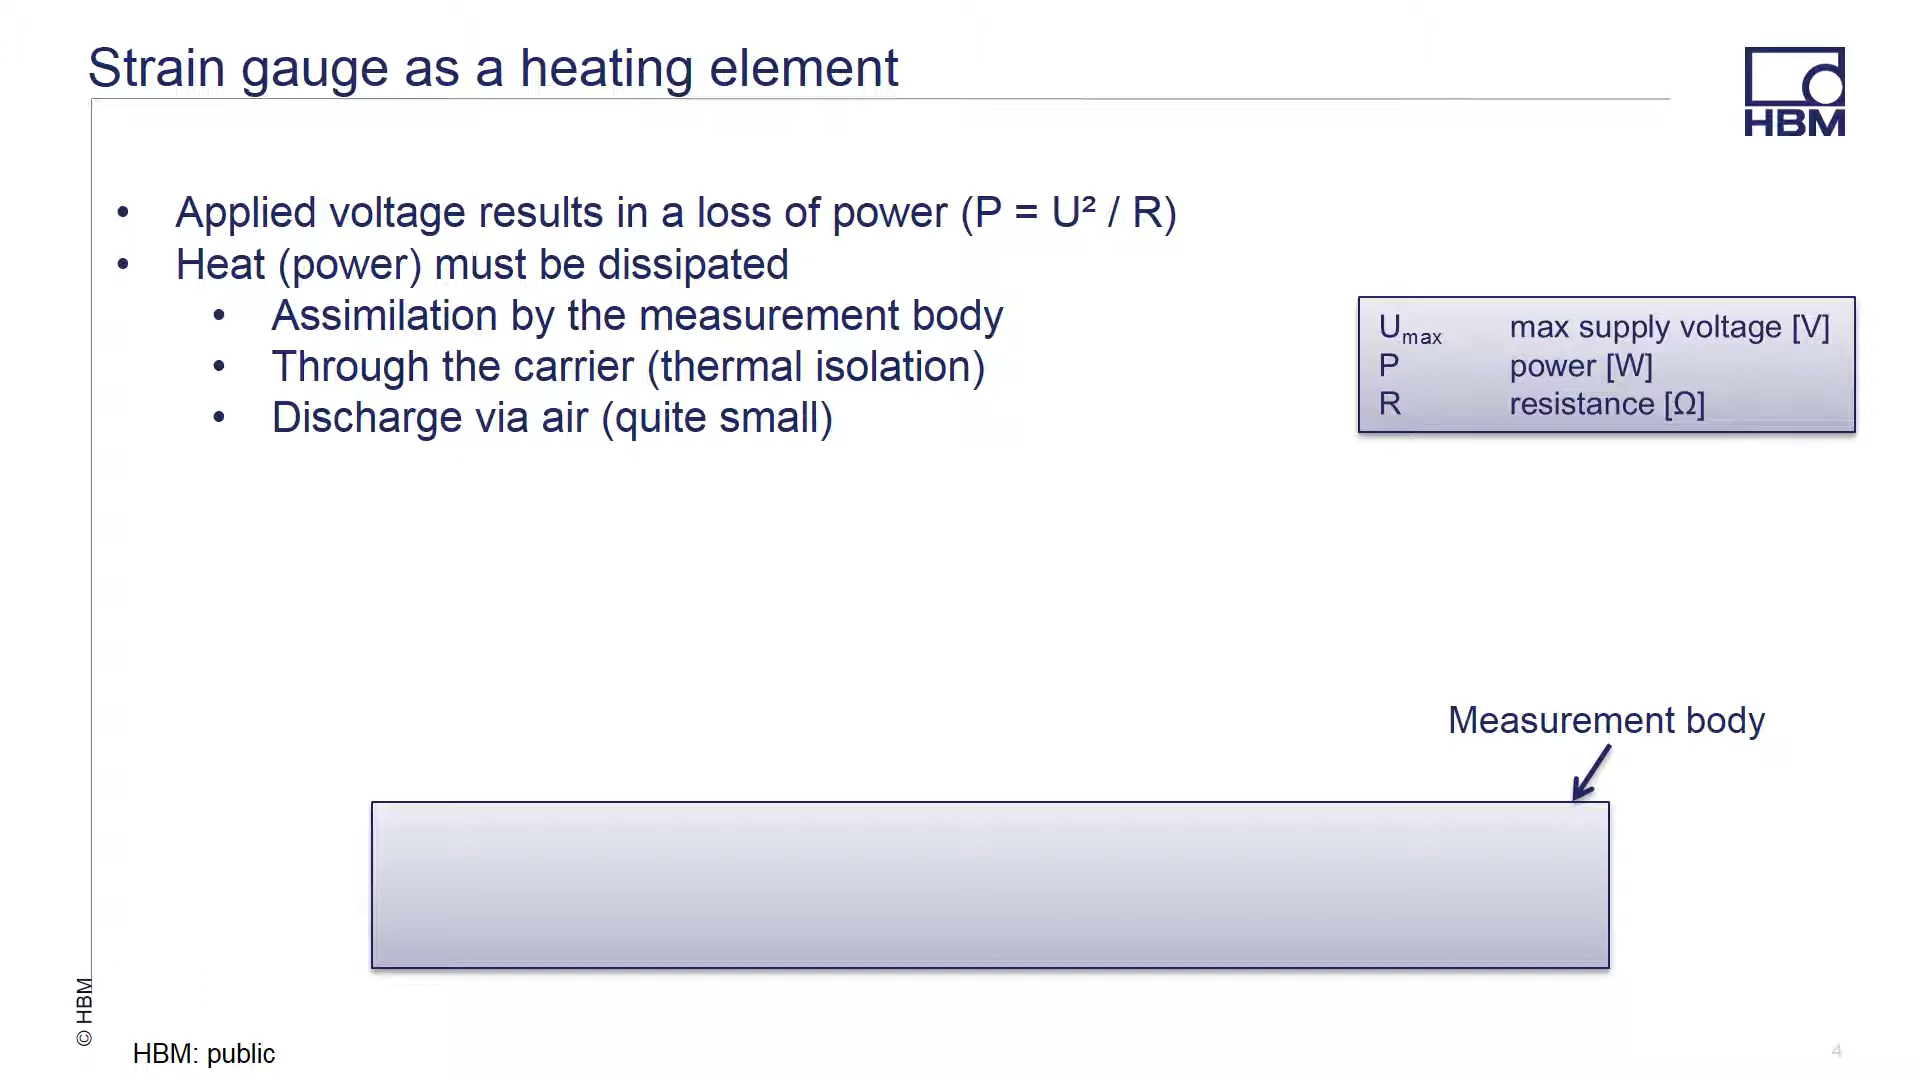 Strain gauge as a heating element
HBM
• Applied voltage results in a loss of power (P = U² / R)
• Heat (power) must be dissipated
• Assimilation by the measurement body
• Through the carrier (thermal isolation)
• Discharge via air (quite small)
Umax max supply voltage [V]
P power [W]
R resistance [Ω]
Measurement body
© HBM
HBM: public
4